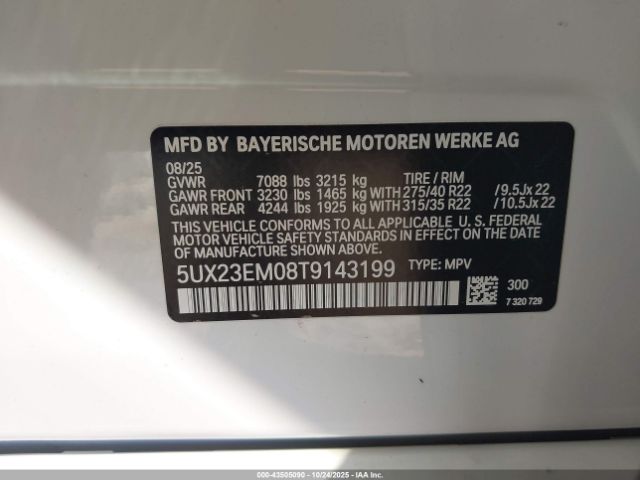 MFD BY BAYERISCHE MOTOREN WERKE AG
08/25
GVWR 7088 lbs 3215 kg TIRE / RIM
GAWR FRONT 3230 lbs 1465 kg WITH 275/40 R22 /9.5Jx22
GAWR REAR 4244 lbs 1925 kg WITH 315/35 R22 /10.5Jx22
THIS VEHICLE CONFORMS TO ALL APPLICABLE U. S. FEDERAL
MOTOR VEHICLE SAFETY STANDARDS IN EFFECT ON THE DATE
OF MANUFACTURE SHOWN ABOVE.
5UX23EM08T9143199 TYPE: MPV
300
7 320 729
000-43505090 - 10/24/2025 - IAAI.COM